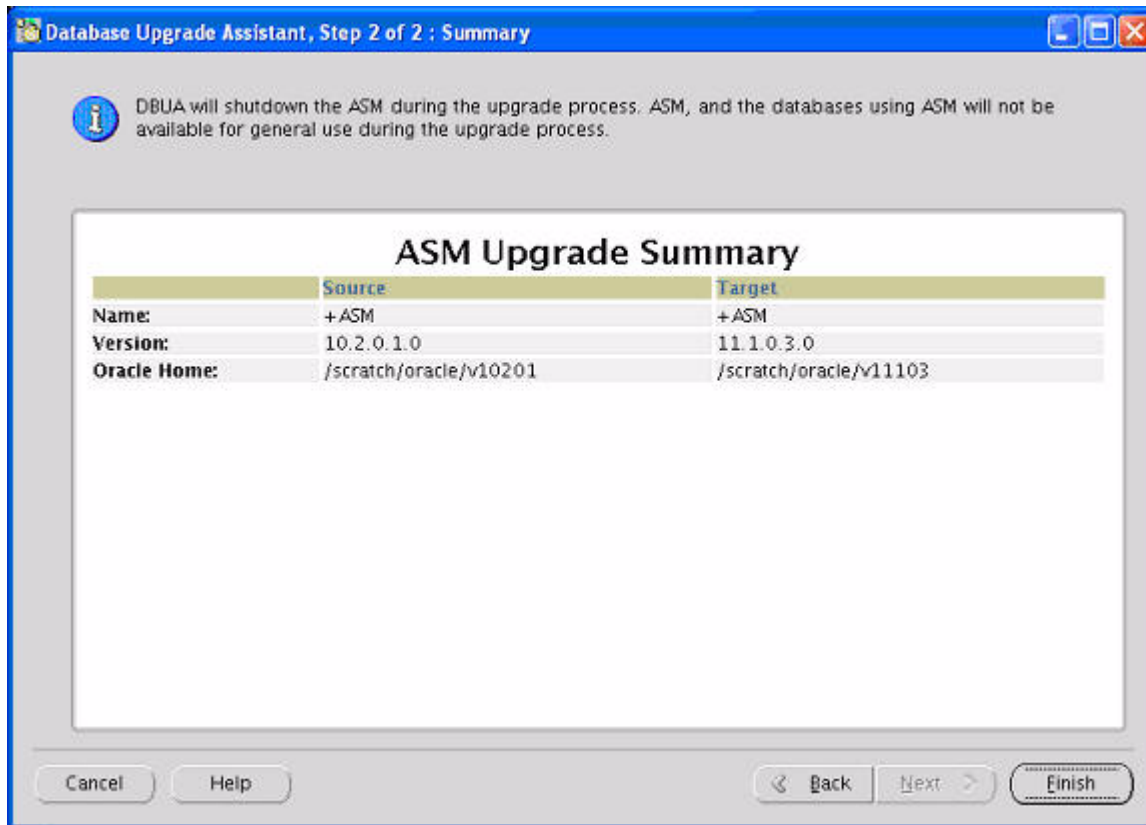 Database Upgrade Assistant, Step 2 of 2 : Summary
DBUA will shutdown the ASM during the upgrade process. ASM, and the databases using ASM will not be
available for general use during the upgrade process.
ASM Upgrade Summary
Source Target
Name: +ASM +ASM
Version: 10.2.0.1.0 11.1.0.3.0
Oracle Home: /scratch/oracle/v10201 /scratch/oracle/v11103
Cancel Help Back Next Finish